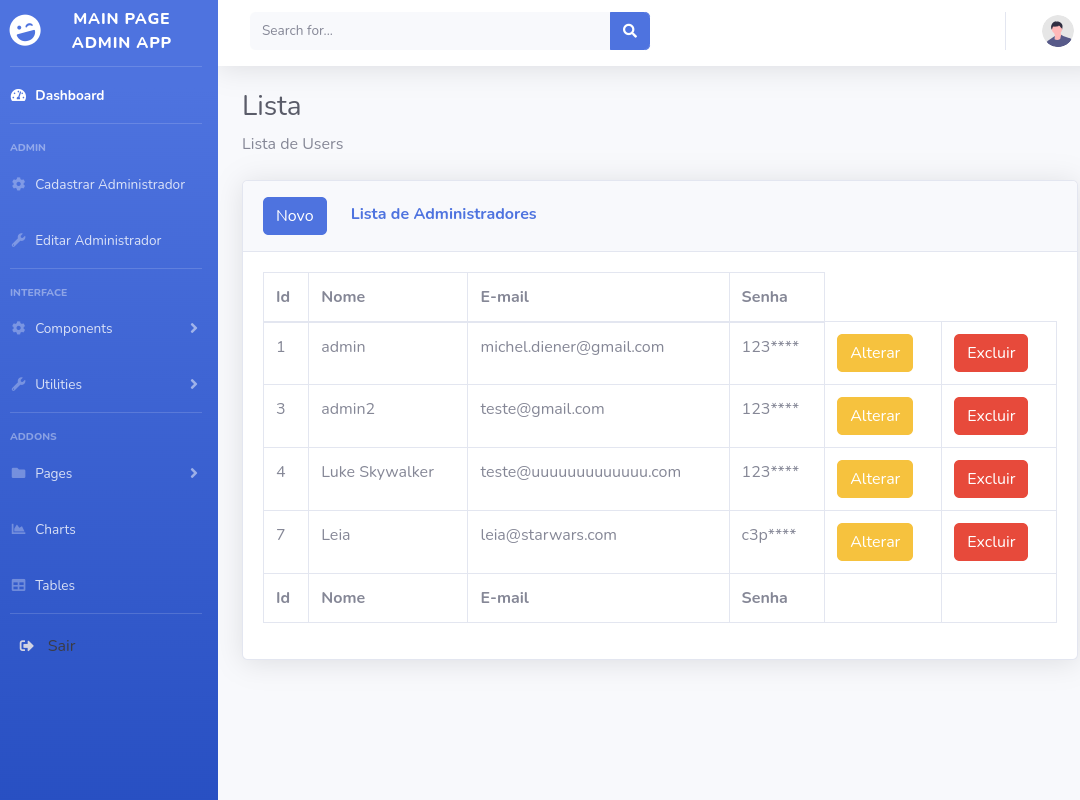 MAIN PAGE
ADMIN APP
Dashboard
ADMIN
Cadastrar Administrador
Editar Administrador
INTERFACE
Components
Utilities
ADDONS
Pages
Charts
Tables
Sair
Search for...
Lista
Lista de Users
Novo Lista de Administradores
Id Nome E-mail Senha
1 admin michel.diener@gmail.com 123**** Alterar Excluir
3 admin2 teste@gmail.com 123**** Alterar Excluir
4 Luke Skywalker teste@uuuuuuuuuuuuu.com 123**** Alterar Excluir
7 Leia leia@starwars.com c3p**** Alterar Excluir
Id Nome E-mail Senha